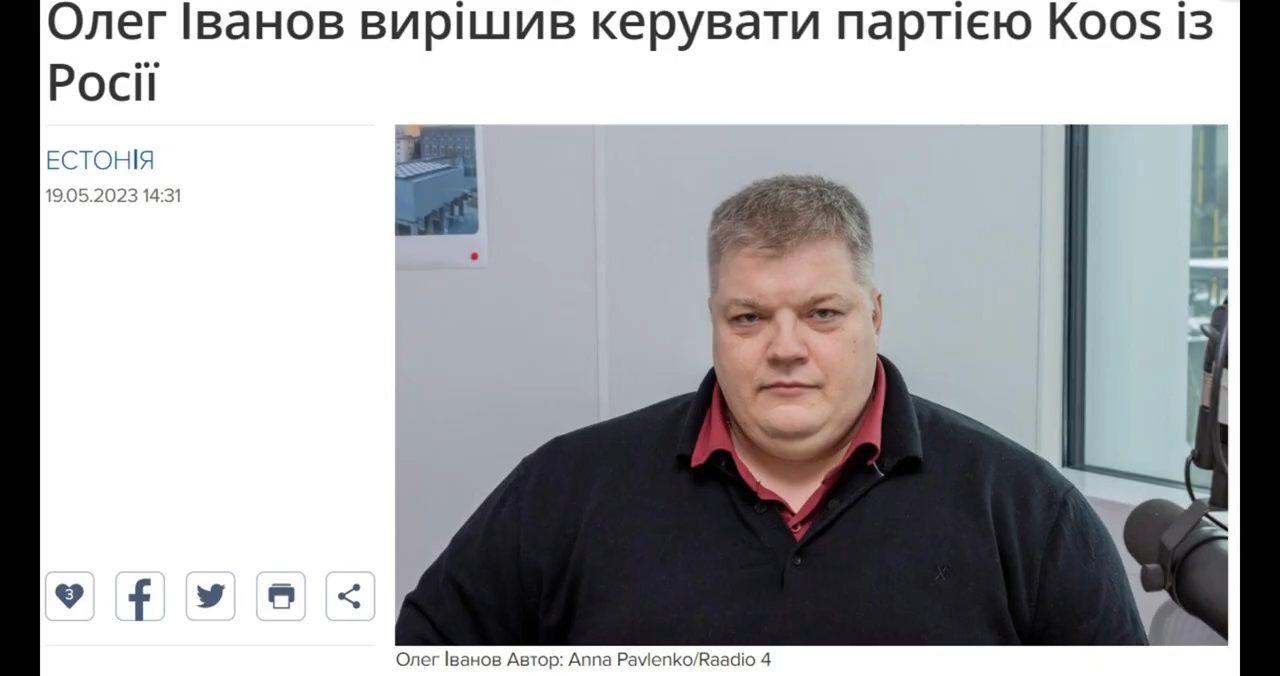 Олег Іванов вирішив керувати партією Koos із
Росії
ЕСТОНІЯ
19.05.2023 14:31
3
Олег Іванов Автор: Anna Pavlenko/Raadio 4